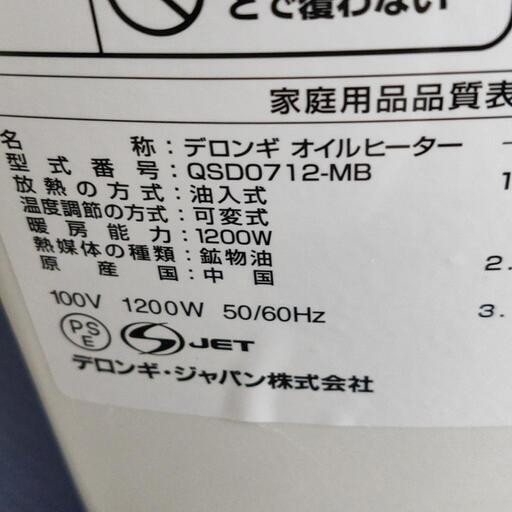 とで覆わない
家庭用品品質表
名称：デロンギ オイルヒーター
型式番号：QSD0712-MB
放熱の方式：油入式
温度調節の方式：可変式
暖房能力：1200W
熱媒体の種類：鉱物油
原産国：中国
100V 1200W 50/60Hz
PSE JET
デロンギ・ジャパン株式会社
1
2.
3.